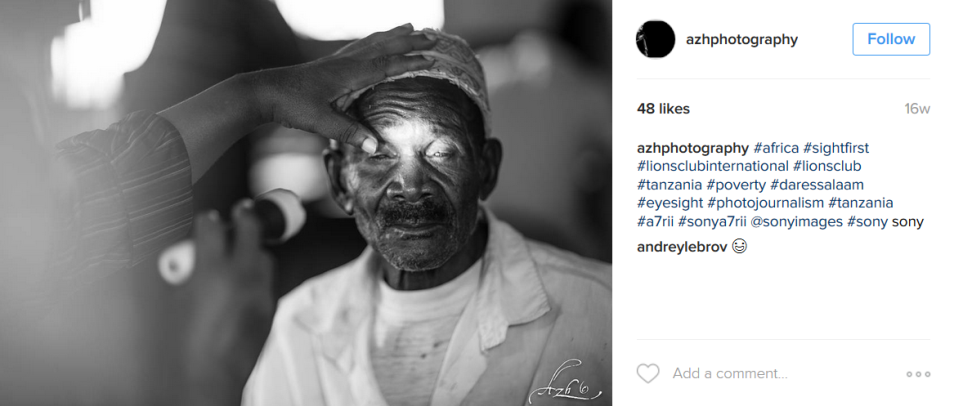 azhphotography
Follow
48 likes
16w
azhphotography #africa #sightfirst
#lionsclubinternational #lionsclub
#tanzania #poverty #daressalaam
#eyesight #photojournalism #tanzania
#a7rii #sonya7rii @sonyimages #sony sony
andreylebrov 😆
Add a comment...